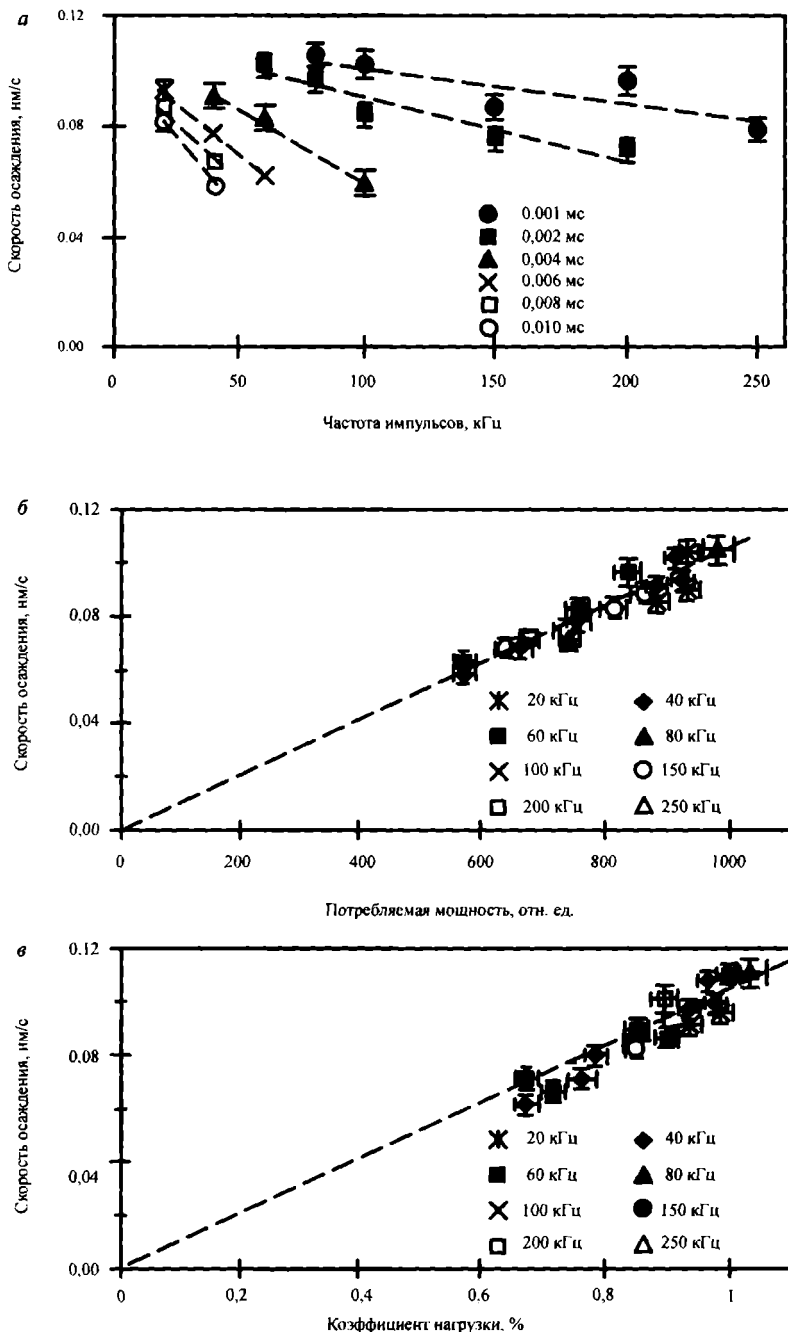 а
0.12
0.08
0.04
0.00
Скорость осаждения, нм/с
0.001 мс
0,002 мс
0,004 мс
0.006 мс
0,008 мс
0,010 мс
0
50
100
150
200
250
Частота импульсов, кГц
б
0.12
0.08
0,04
0,00
Скорость осаждения, нм/с
20 кГц
40 кГц
60 кГц
80 кГц
100 кГц
150 кГц
200 кГц
250 кГц
0
200
400
600
800
1000
Потребляемая мощность, отн. ед.
в
0.12
0.08
0,04
0,00
Скорость осаждения, нм/с
20 кГц
40 кГц
60 кГц
80 кГц
100 кГц
150 кГц
200 кГц
250 кГц
0
0,2
0,4
0,6
0,8
1
Коэффициент нагрузки, %